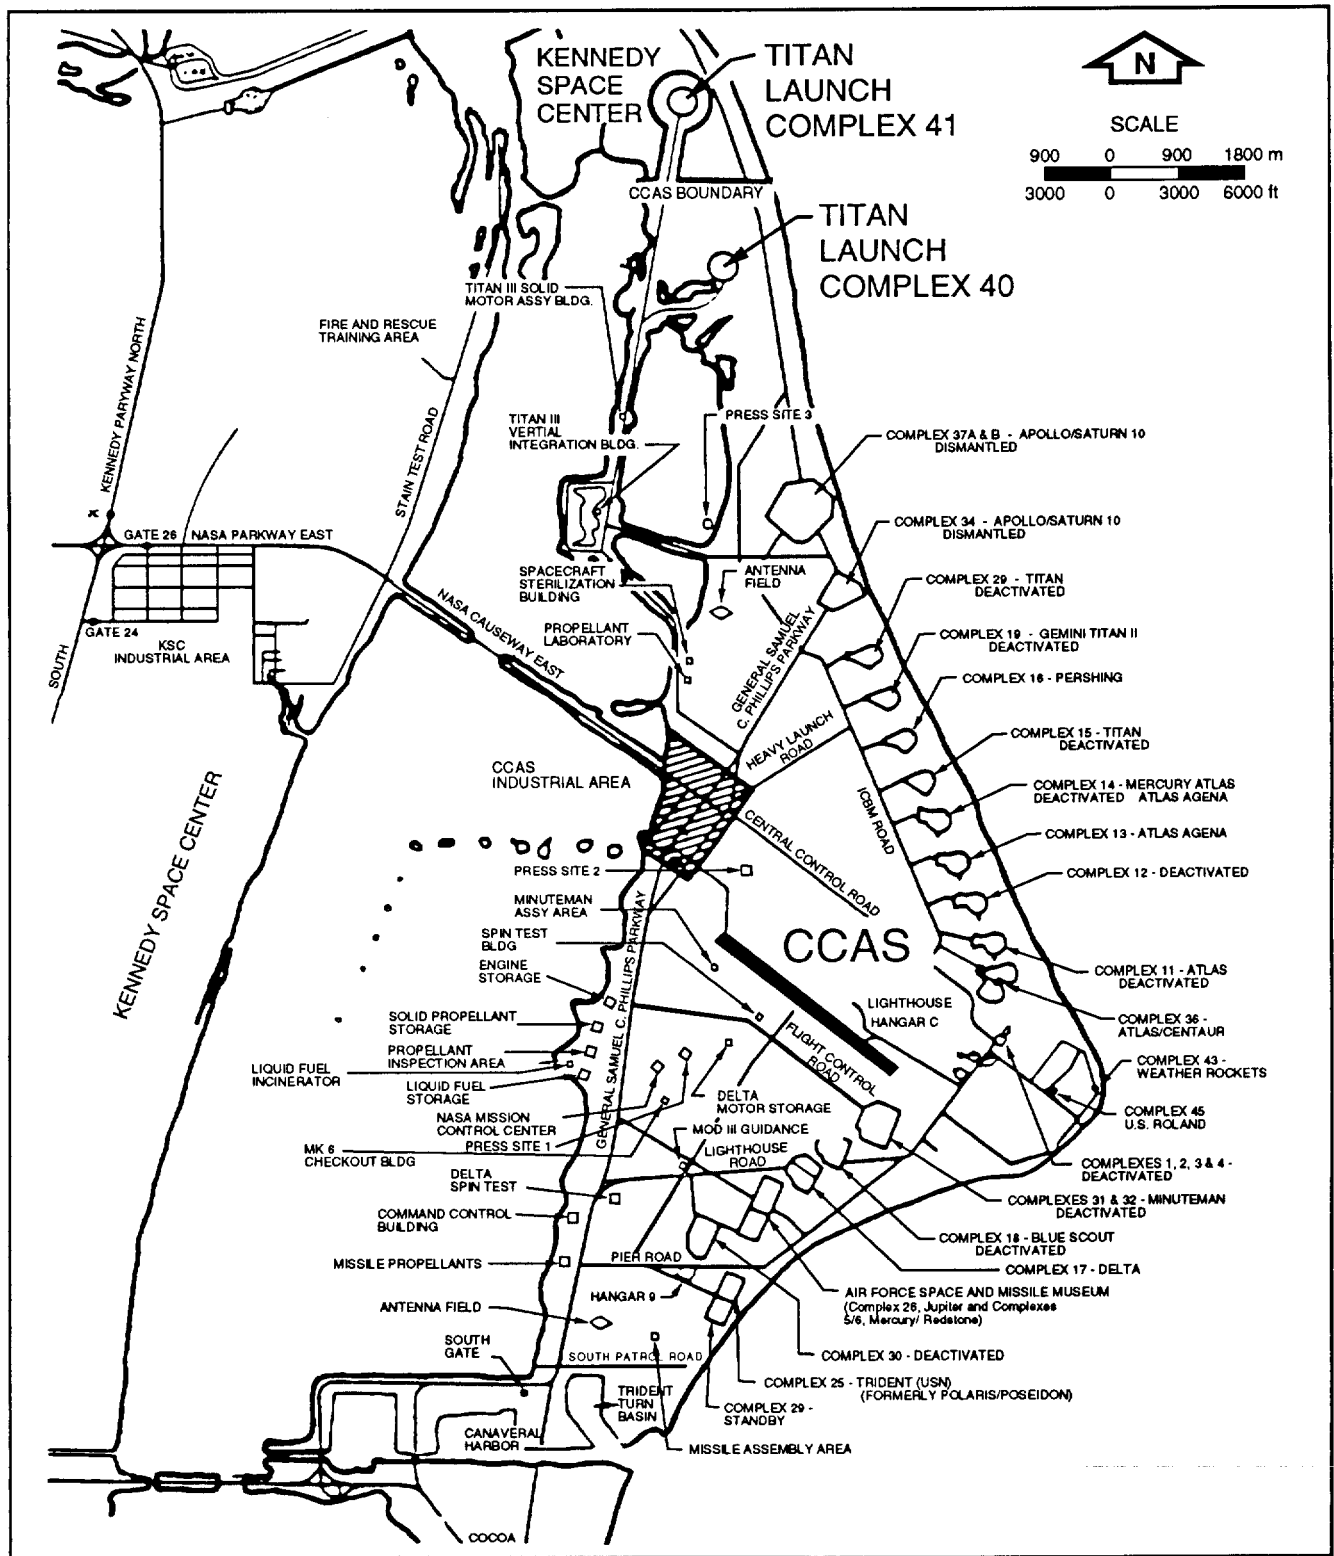 KENNEDY
SPACE
CENTER
TITAN
LAUNCH
COMPLEX 41
N
SCALE
900 0 900 1800 m
3000 0 3000 6000 ft
CCAS BOUNDARY
TITAN
LAUNCH
COMPLEX 40
TITAN III SOLID
MOTOR ASSY BLDG.
FIRE AND RESCUE
TRAINING AREA
KENNEDY PARYWAY NORTH
STAIN TEST ROAD
TITAN III
VERTIAL
INTEGRATION BLDG.
PRESS SITE 3
COMPLEX 37A & B - APOLLO/SATURN 10
DISMANTLED
COMPLEX 34 - APOLLO/SATURN 10
DISMANTLED
GATE 26 NASA PARKWAY EAST
SPACECRAFT
STERILIZATION
BUILDING
ANTENNA
FIELD
COMPLEX 29 - TITAN
DEACTIVATED
NASA CAUSEWAY EAST
PROPELLANT
LABORATORY
GATE 24
KSC
INDUSTRIAL AREA
SOUTH
GENERAL SAMUEL
C. PHILLIPS PARKWAY
COMPLEX 19 - GEMINI TITAN II
DEACTIVATED
COMPLEX 16 - PERSHING
HEAVY LAUNCH
ROAD
COMPLEX 15 - TITAN
DEACTIVATED
CCAS
INDUSTRIAL AREA
KENNEDY SPACE CENTER
ICBM ROAD
COMPLEX 14 - MERCURY ATLAS
DEACTIVATED ATLAS AGENA
CENTRAL CONTROL ROAD
COMPLEX 13 - ATLAS AGENA
PRESS SITE 2
COMPLEX 12 - DEACTIVATED
MINUTEMAN
ASSY AREA
SPIN TEST
BLDG
CCAS
ENGINE
STORAGE
GENERAL SAMUEL C. PHILLIPS PARKWAY
COMPLEX 11 - ATLAS
DEACTIVATED
LIGHTHOUSE
HANGAR C
SOLID PROPELLANT
STORAGE
COMPLEX 36 -
ATLAS/CENTAUR
FLIGHT CONTROL
ROAD
PROPELLANT
INSPECTION AREA
LIQUID FUEL
INCINERATOR
COMPLEX 43 -
WEATHER ROCKETS
LIQUID FUEL
STORAGE
DELTA
MOTOR STORAGE
COMPLEX 45
U.S. ROLAND
NASA MISSION
CONTROL CENTER
MOD III GUIDANCE
PRESS SITE 1
MK 6
CHECKOUT BLDG
LIGHTHOUSE
ROAD
COMPLEXES 1, 2, 3 & 4 -
DEACTIVATED
DELTA
SPIN TEST
COMPLEXES 31 & 32 - MINUTEMAN
DEACTIVATED
COMMAND CONTROL
BUILDING
COMPLEX 18 - BLUE SCOUT
DEACTIVATED
PIER ROAD
MISSILE PROPELLANTS
COMPLEX 17 - DELTA
HANGAR 9
AIR FORCE SPACE AND MISSILE MUSEUM
(Complex 26, Jupiter and Complexes
5/6, Mercury/ Redstone)
ANTENNA FIELD
SOUTH
GATE
SOUTH PATROL ROAD
COMPLEX 30 - DEACTIVATED
COMPLEX 25 - TRIDENT (USN)
(FORMERLY POLARIS/POSEIDON)
TRIDENT
TURN
BASIN
COMPLEX 29 -
STANDBY
CANAVERAL
HARBOR
MISSILE ASSEMBLY AREA
COCOA